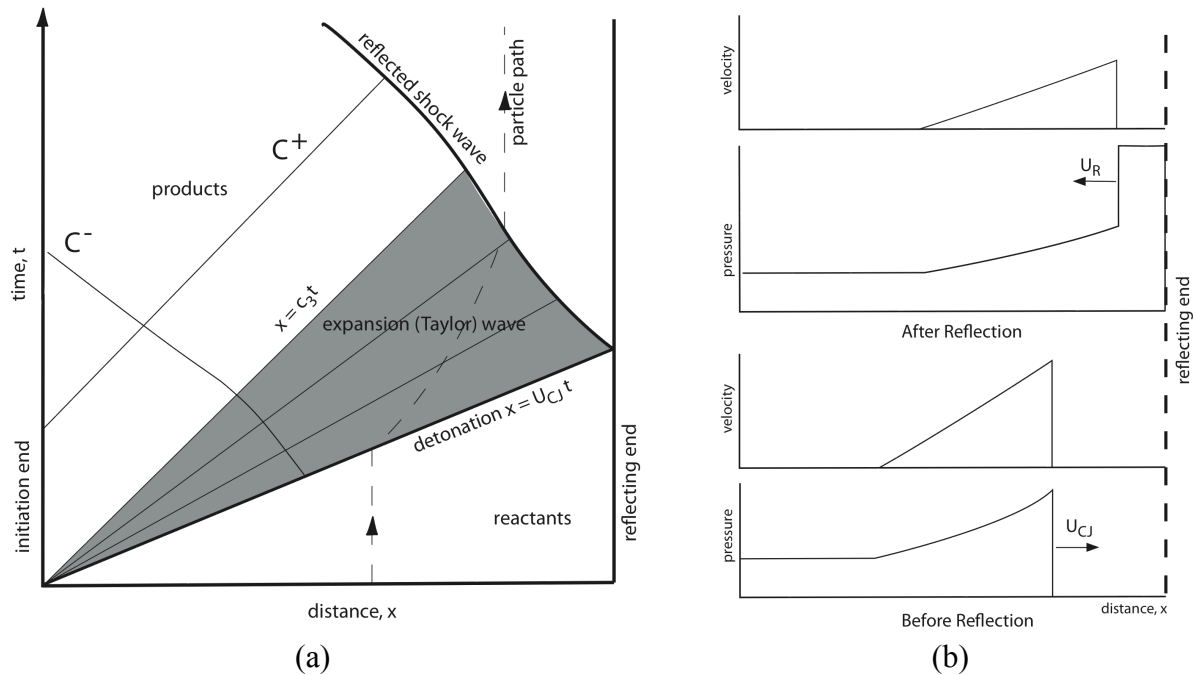 reflected shock wave
particle path
C+
products
C-
time, t
x = c3t
expansion (Taylor) wave
detonation x = UCJ t
initiation end
reactants
reflecting end
distance, x
(a)
velocity
UR
pressure
After Reflection
reflecting end
velocity
pressure
UCJ
distance, x
Before Reflection
(b)